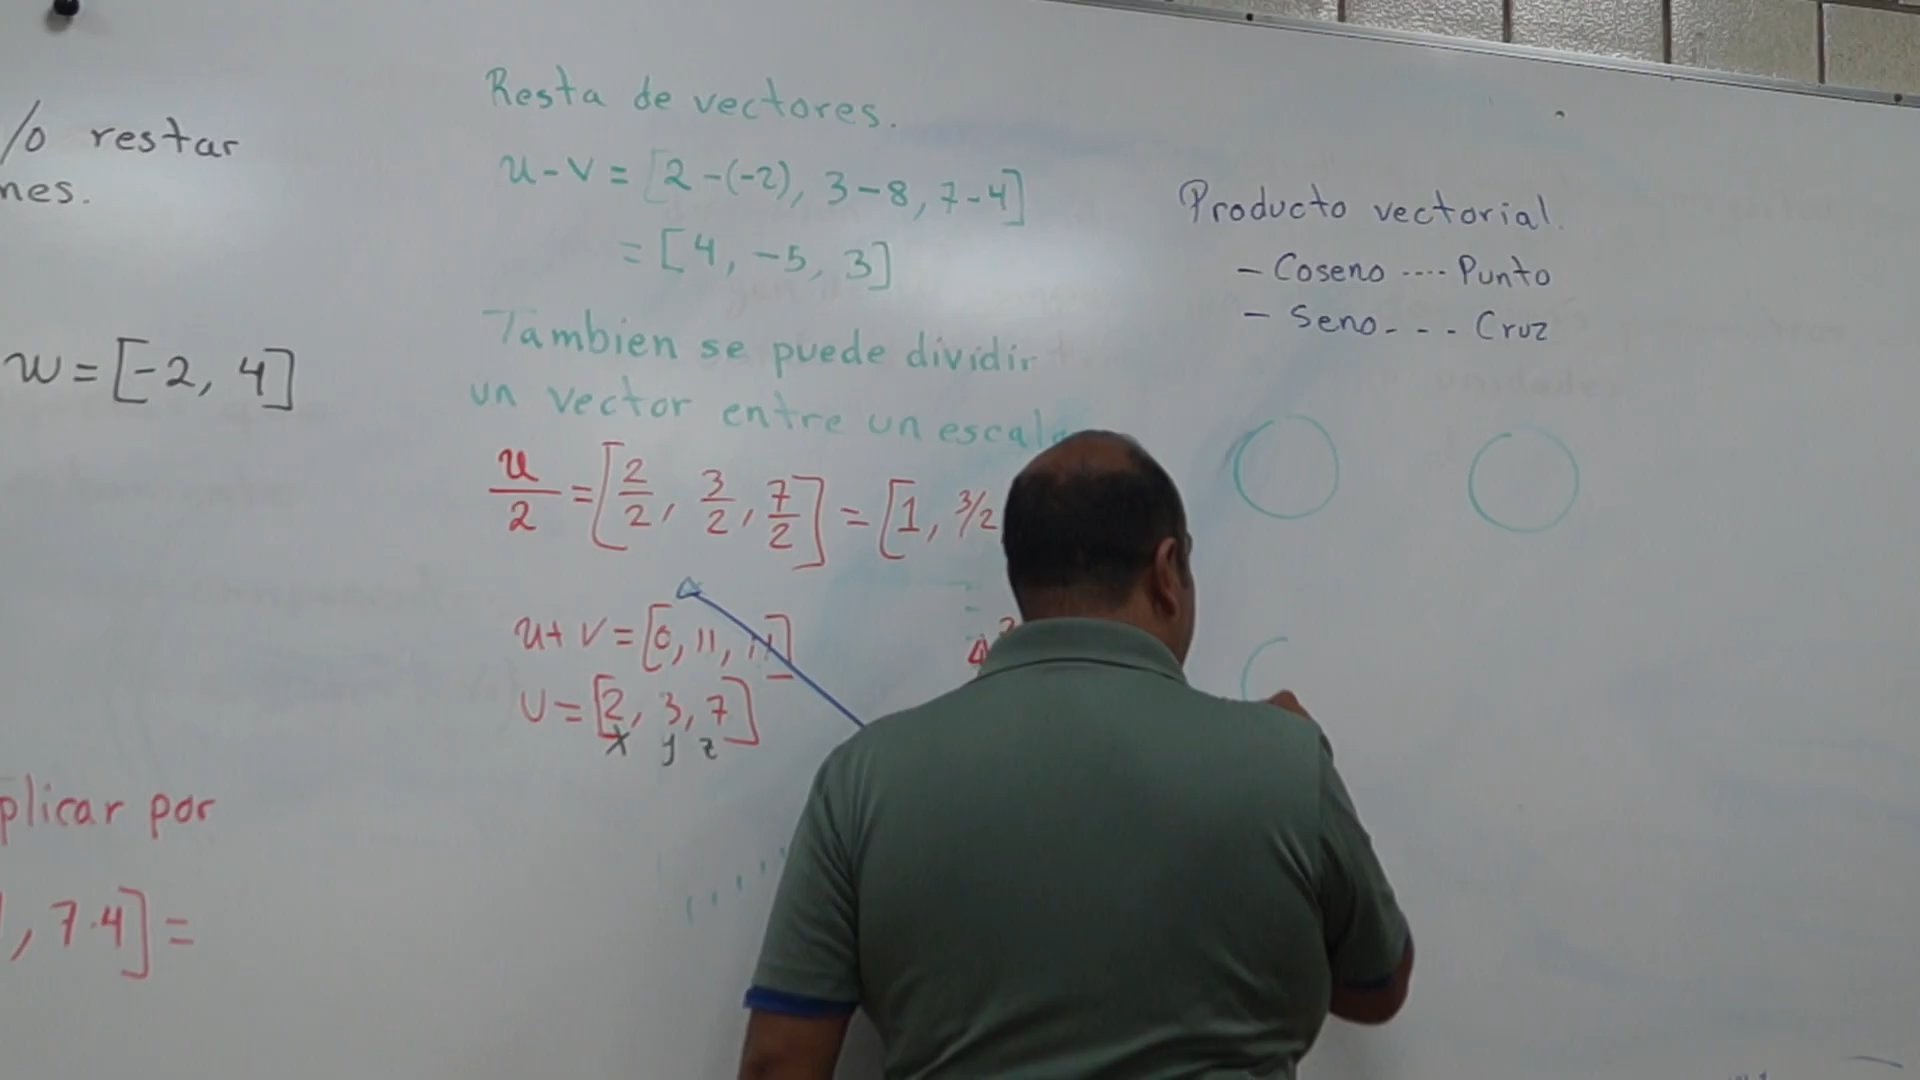 /o restar
nes.
w = [-2, 4]
plicar por
, 7·4] =
Resta de vectores.
u - v = [2-(-2), 3-8, 7-4]
= [4, -5, 3]
Tambien se puede dividir
un vector entre un escal
u/2 = [2/2, 3/2, 7/2] = [1, 3/2
u + v = [0, 11, 11]
U = [2, 3, 7]
x y z
Producto vectorial.
- Coseno ---- Punto
- Seno - - - Cruz